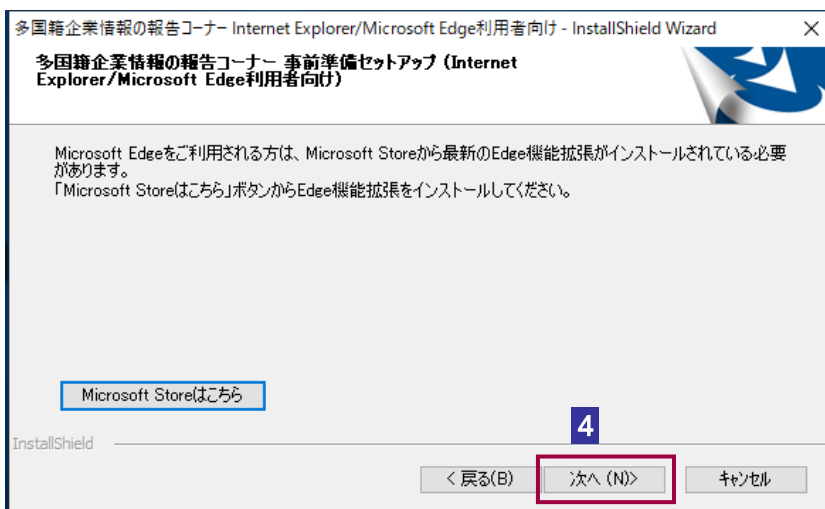 多国籍企業情報の報告コーナー Internet Explorer/Microsoft Edge利用者向け - InstallShield Wizard
多国籍企業情報の報告コーナー 事前準備セットアップ (Internet
Explorer/Microsoft Edge利用者向け)
Microsoft Edgeをご利用される方は、Microsoft Storeから最新のEdge機能拡張がインストールされている必要
があります。
「Microsoft Storeはこちら」ボタンからEdge機能拡張をインストールしてください。
Microsoft Storeはこちら
4
InstallShield
< 戻る(B) 次へ (N)> キャンセル